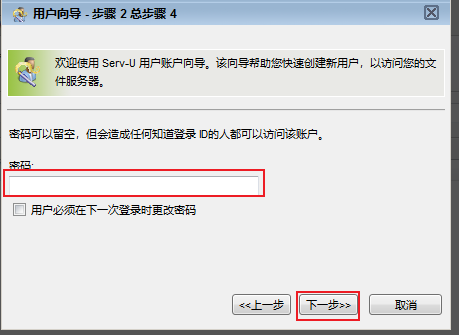 用户向导 - 步骤 2 总步骤 4
欢迎使用 Serv-U 用户账户向导。该向导帮助您快速创建新用户，以访问您的文
件服务器。
密码可以留空，但会造成任何知道登录 ID的人都可以访问该账户。
密码:
用户必须在下一次登录时更改密码
<<上一步 下一步>> 取消